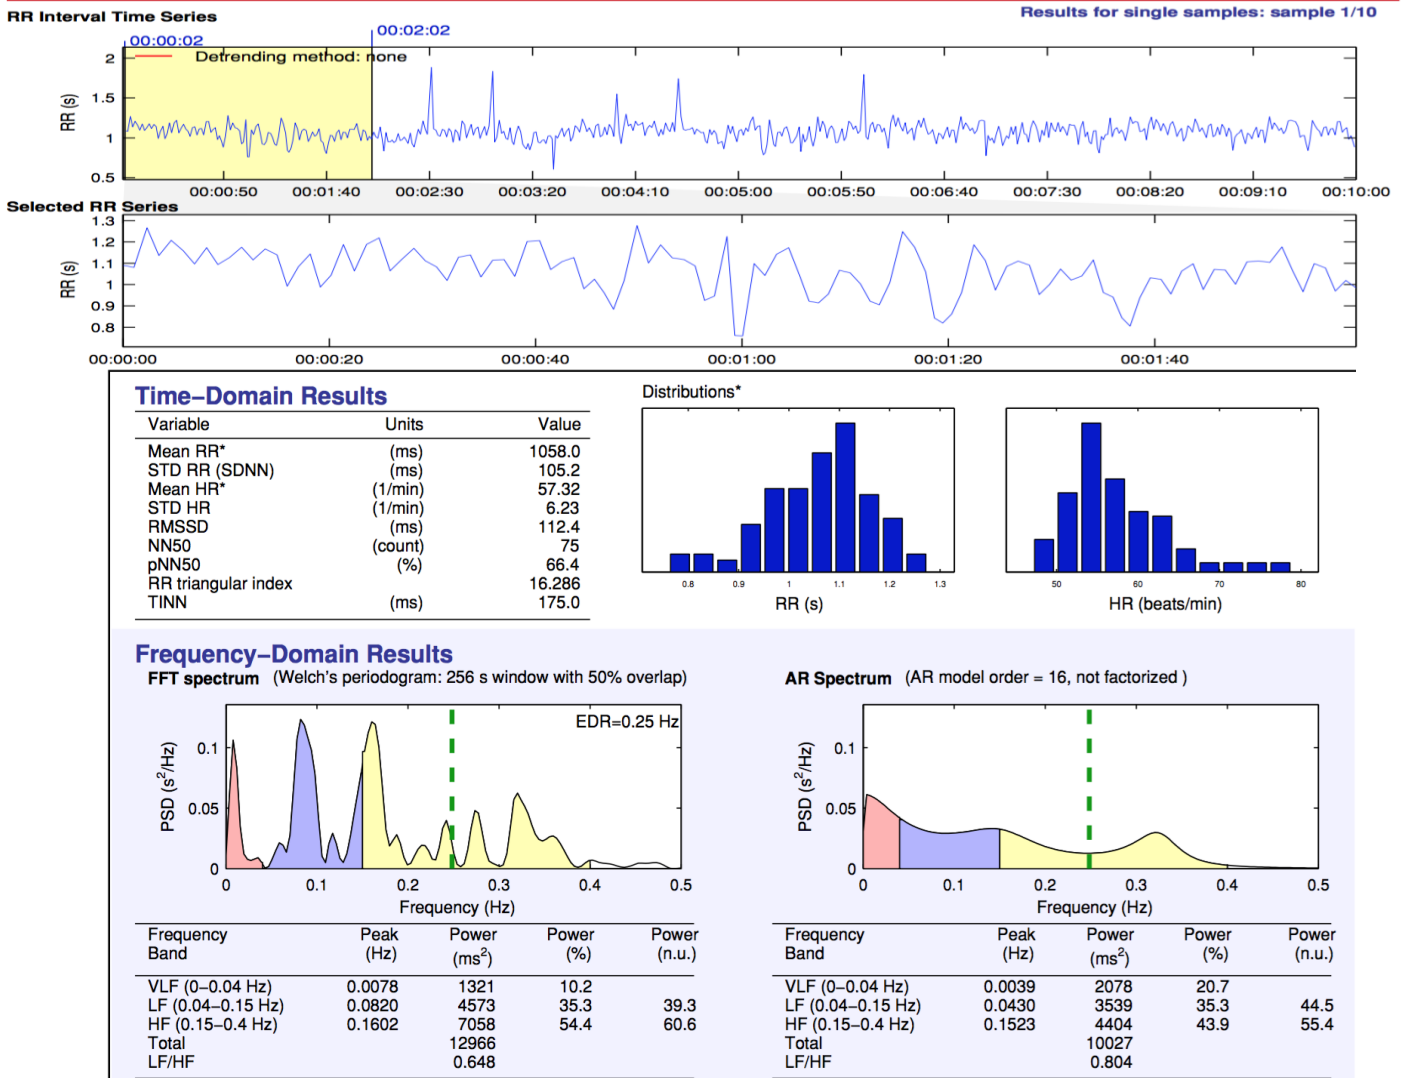 RR Interval Time Series
Results for single samples: sample 1/10
00:00:02
00:02:02
Detrending method: none
RR (s)
2
1.5
1
0.5
00:00:50 00:01:40 00:02:30 00:03:20 00:04:10 00:05:00 00:05:50 00:06:40 00:07:30 00:08:20 00:09:10 00:10:00
Selected RR Series
RR (s)
1.3
1.2
1.1
1
0.9
0.8
00:00:00 00:00:20 00:00:40 00:01:00 00:01:20 00:01:40
Time–Domain Results
Variable Units Value
Mean RR* (ms) 1058.0
STD RR (SDNN) (ms) 105.2
Mean HR* (1/min) 57.32
STD HR (1/min) 6.23
RMSSD (ms) 112.4
NN50 (count) 75
pNN50 (%) 66.4
RR triangular index 16.286
TINN (ms) 175.0
Distributions*
0.8 0.9 1 1.1 1.2 1.3
RR (s)
50 60 70 80
HR (beats/min)
Frequency–Domain Results
FFT spectrum (Welch's periodogram: 256 s window with 50% overlap)
EDR=0.25 Hz
PSD (s²/Hz)
0.1
0.05
0
0 0.1 0.2 0.3 0.4 0.5
Frequency (Hz)
Frequency Peak Power Power Power
Band (Hz) (ms²) (%) (n.u.)
VLF (0–0.04 Hz) 0.0078 1321 10.2
LF (0.04–0.15 Hz) 0.0820 4573 35.3 39.3
HF (0.15–0.4 Hz) 0.1602 7058 54.4 60.6
Total 12966
LF/HF 0.648
AR Spectrum (AR model order = 16, not factorized )
PSD (s²/Hz)
0.1
0.05
0
0 0.1 0.2 0.3 0.4 0.5
Frequency (Hz)
Frequency Peak Power Power Power
Band (Hz) (ms²) (%) (n.u.)
VLF (0–0.04 Hz) 0.0039 2078 20.7
LF (0.04–0.15 Hz) 0.0430 3539 35.3 44.5
HF (0.15–0.4 Hz) 0.1523 4404 43.9 55.4
Total 10027
LF/HF 0.804